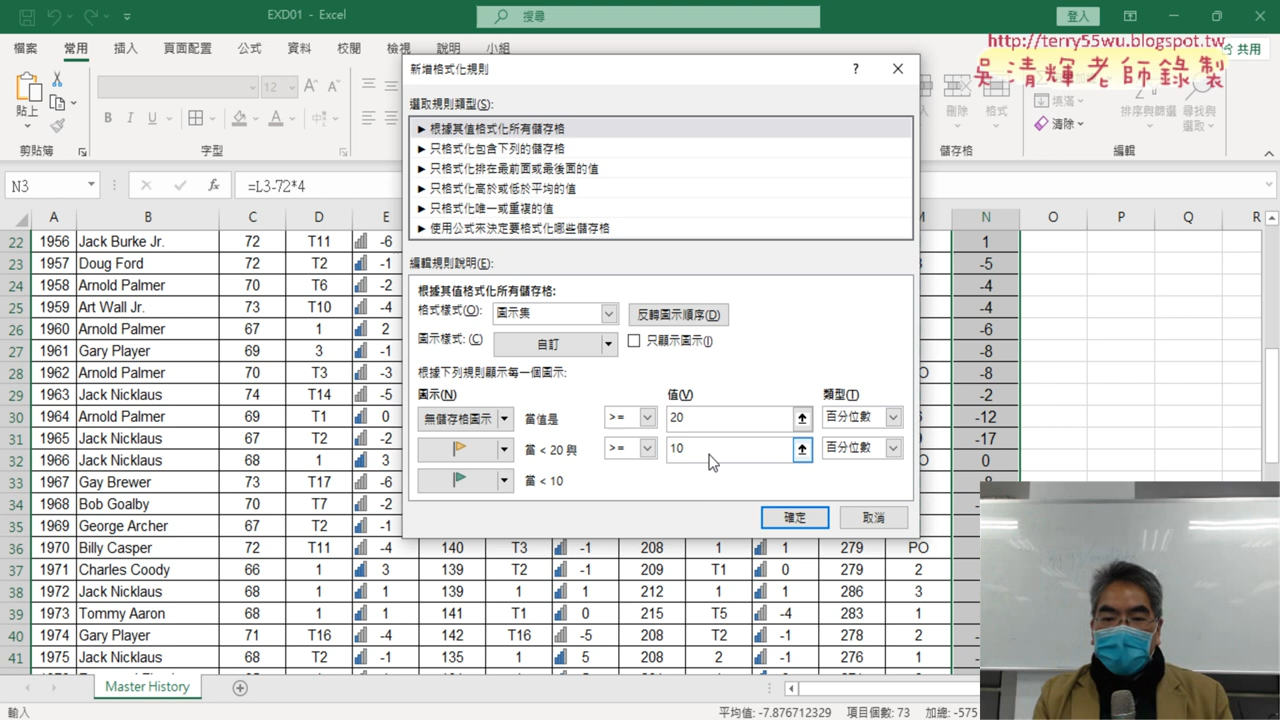 EXD01 - Excel
搜尋
登入
http://terry55wu.blogspot.tw
吳清輝老師錄製
檔案 常用 插入 頁面配置 公式 資料 校閱 檢視 說明 小組
共用
貼上
剪貼簿
12
字型
刪除 格式
儲存格
填滿
清除
排序與篩選 尋找與選取
編輯
N3
=L3-72*4
新增格式化規則
選取規則類型(S):
► 根據其值格式化所有儲存格
► 只格式化包含下列的儲存格
► 只格式化排在最前面或最後面的值
► 只格式化高於或低於平均的值
► 只格式化唯一或重複的值
► 使用公式來決定要格式化哪些儲存格
編輯規則說明(E):
根據其值格式化所有儲存格:
格式樣式(O): 圖示集 反轉圖示順序(D)
圖示樣式: (C) 自訂 只顯示圖示(I)
根據下列規則顯示每一個圖示:
圖示(N) 值(V) 類型(T)
無儲存格圖示 當值是 >= 20 百分位數
當 < 20 與 >= 10 百分位數
當 < 10
確定 取消
A B C D E M N O P Q R
22 1956 Jack Burke Jr. 72 T11 -6 1
23 1957 Doug Ford 72 T2 -1 -5
24 1958 Arnold Palmer 70 T6 -2 -4
25 1959 Art Wall Jr. 73 T10 -4 -4
26 1960 Arnold Palmer 67 1 2 -6
27 1961 Gary Player 69 3 -1 -8
28 1962 Arnold Palmer 70 T3 -3 -8
29 1963 Jack Nicklaus 74 T14 -5 -2
30 1964 Arnold Palmer 69 T1 0 -12
31 1965 Jack Nicklaus 67 T2 -2 -17
32 1966 Jack Nicklaus 68 1 3 0
33 1967 Gay Brewer 73 T17 -6
34 1968 Bob Goalby 70 T7 -2
35 1969 George Archer 67 T2 -1
36 1970 Billy Casper 72 T11 -4 140 T3 -1 208 1 1 279 PO
37 1971 Charles Coody 66 1 3 139 T2 -1 209 T1 0 279 2
38 1972 Jack Nicklaus 68 1 1 139 1 1 212 1 1 286 3
39 1973 Tommy Aaron 68 1 1 141 T1 0 215 T5 -4 283 1
40 1974 Gary Player 71 T16 -4 142 T16 -5 208 T2 -1 278 2
41 1975 Jack Nicklaus 68 T2 -1 135 1 5 208 2 -1 276 1
Master History
輸入
平均值: -7.876712329 項目個數: 73 加總: -575